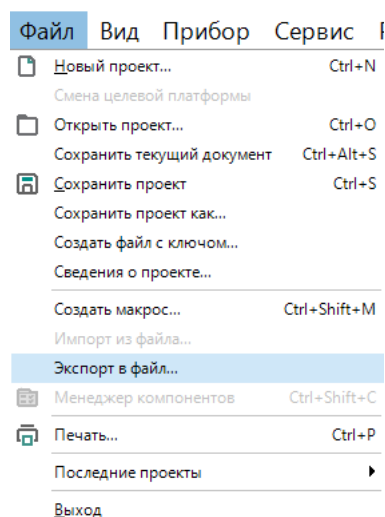 Файл Вид Прибор Сервис
Новый проект... Ctrl+N
Смена целевой платформы
Открыть проект... Ctrl+O
Сохранить текущий документ Ctrl+Alt+S
Сохранить проект Ctrl+S
Сохранить проект как...
Создать файл с ключом...
Сведения о проекте...
Создать макрос... Ctrl+Shift+M
Импорт из файла...
Экспорт в файл...
Менеджер компонентов Ctrl+Shift+C
Печать... Ctrl+P
Последние проекты
Выход